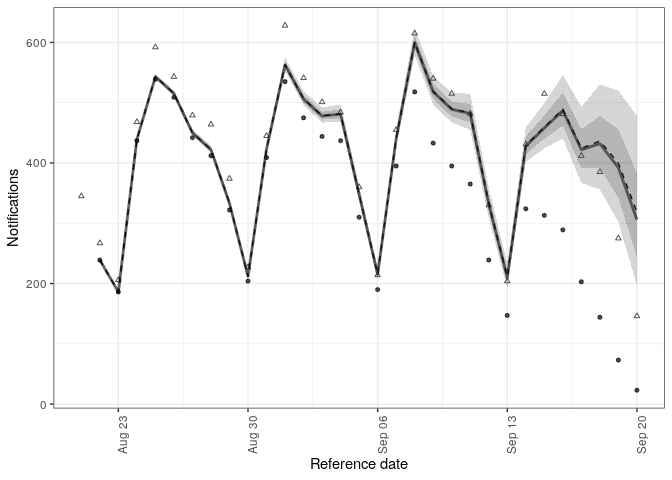 Notifications
600
400
200
0
Aug 23
Aug 30
Sep 06
Sep 13
Sep 20
Reference date